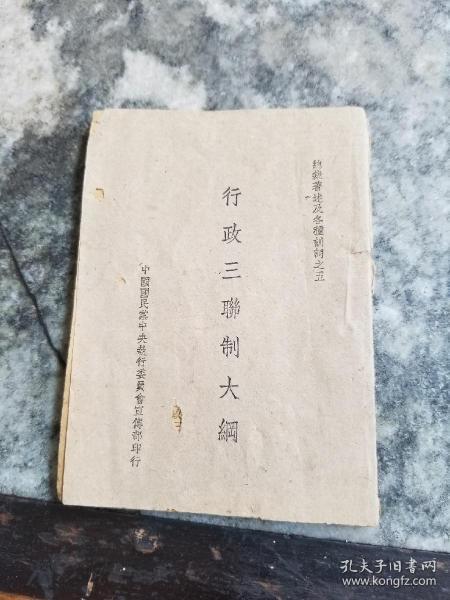 總裁著述及各種訓詞之五
行政三聯制大綱
中國國民黨中央執行委員會宣傳部印行
孔夫子旧书网
www.kongfz.com